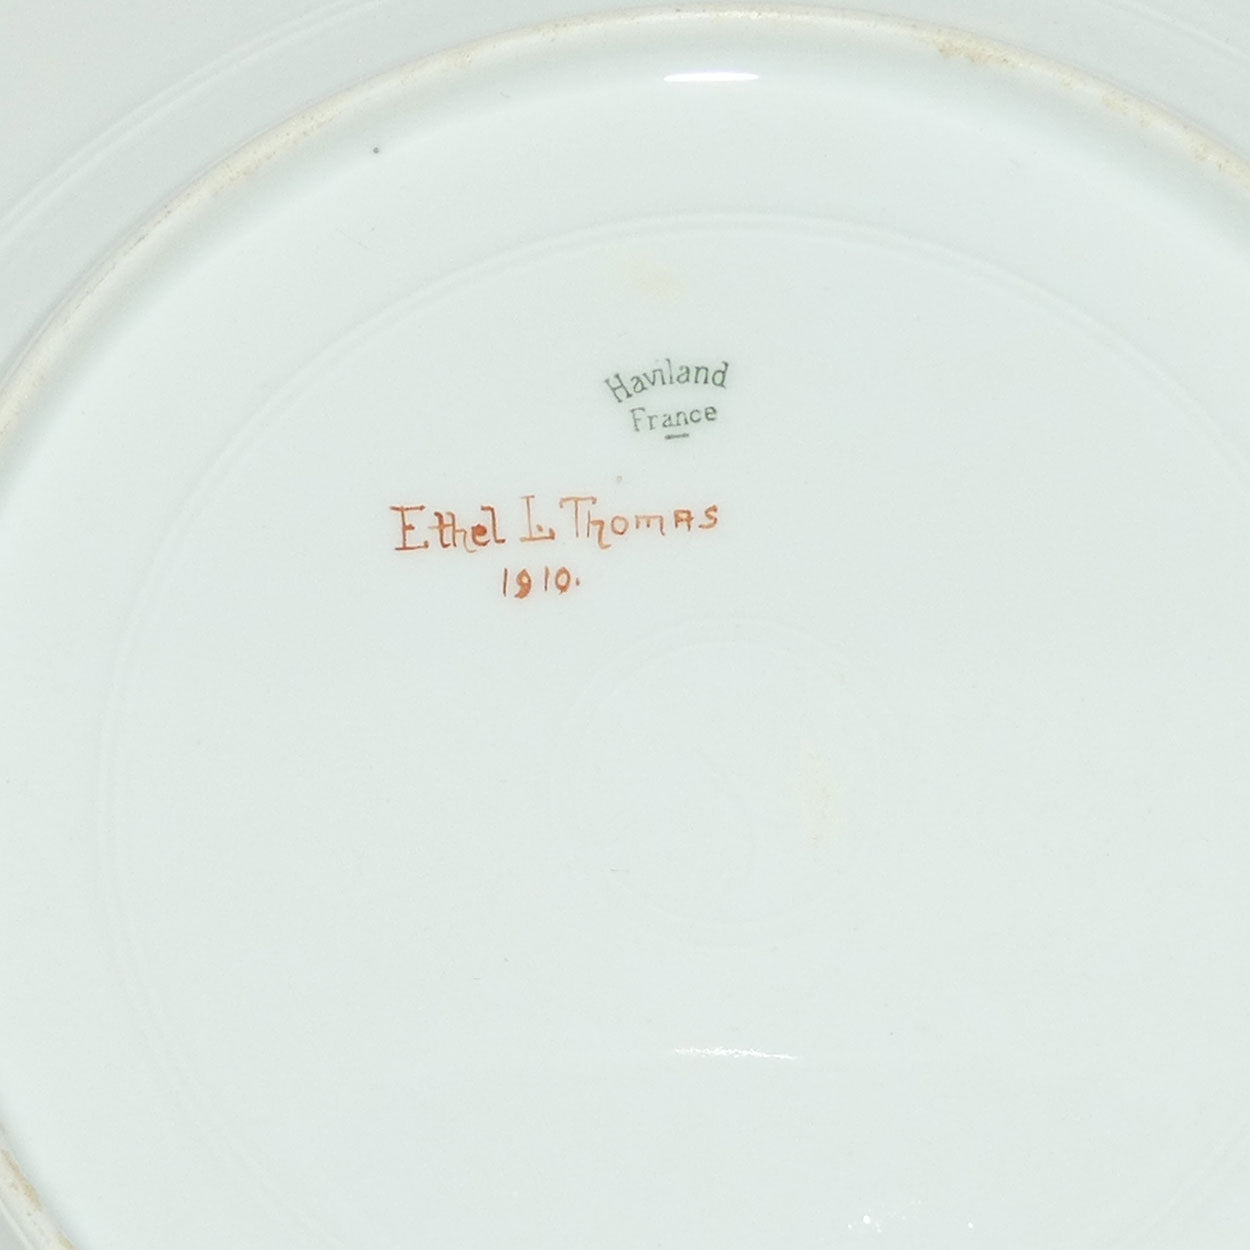 Haviland
France
Ethel L. Thomas
1910.